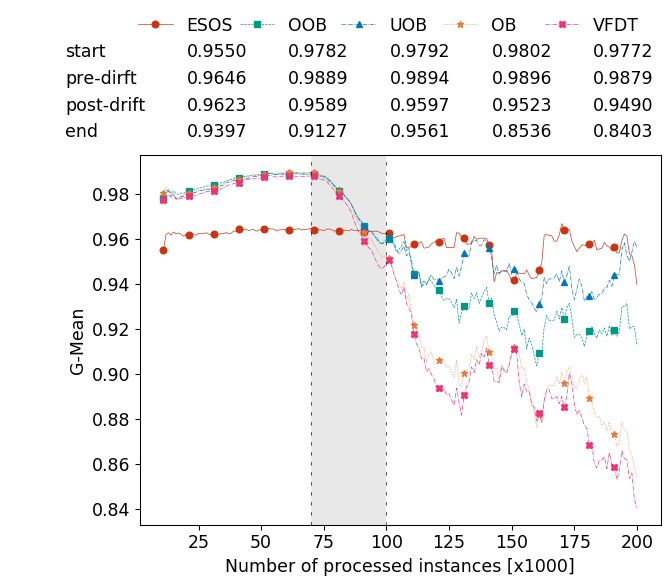 ESOS OOB UOB OB VFDT
start 0.9550 0.9782 0.9792 0.9802 0.9772
pre-dirft 0.9646 0.9889 0.9894 0.9896 0.9879
post-drift 0.9623 0.9589 0.9597 0.9523 0.9490
end 0.9397 0.9127 0.9561 0.8536 0.8403
G-Mean
0.98
0.96
0.94
0.92
0.90
0.88
0.86
0.84
25 50 75 100 125 150 175 200
Number of processed instances [x1000]